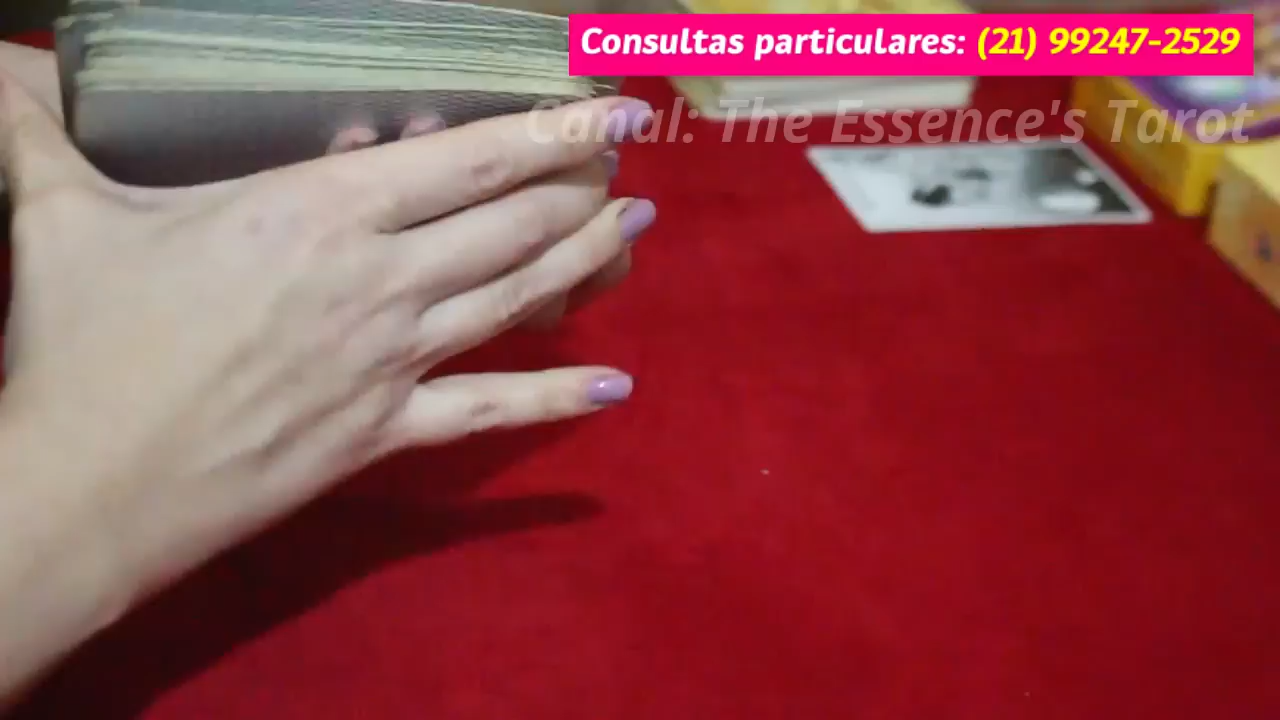 Consultas particulares: (21) 99247-2529
Canal: The Essence's Tarot